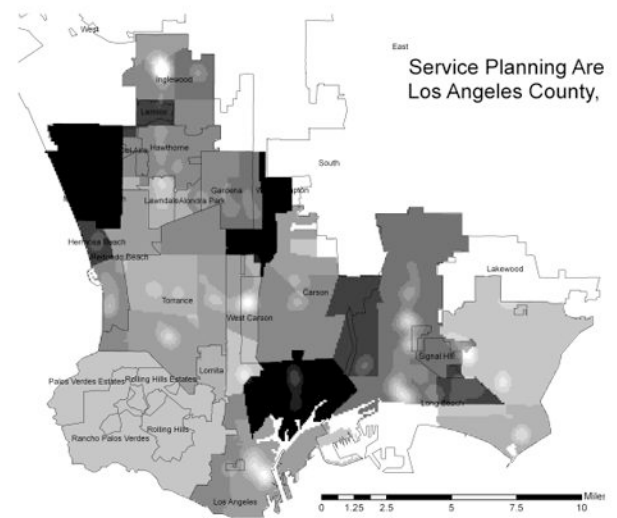 West
East
Service Planning Are
Los Angeles County,
Inglewood
Lennox
Hawthorne
South
Gardena
Lawndale
Alondra Park
Hermosa Beach
Redondo Beach
Lakewood
Torrance
Carson
West Carson
Signal Hill
Lomita
Palos Verdes Estates
Rolling Hills Estates
Long Beach
Rolling Hills
Rancho Palos Verdes
Los Angeles
Miles
0 1.25 2.5 5 7.5 10